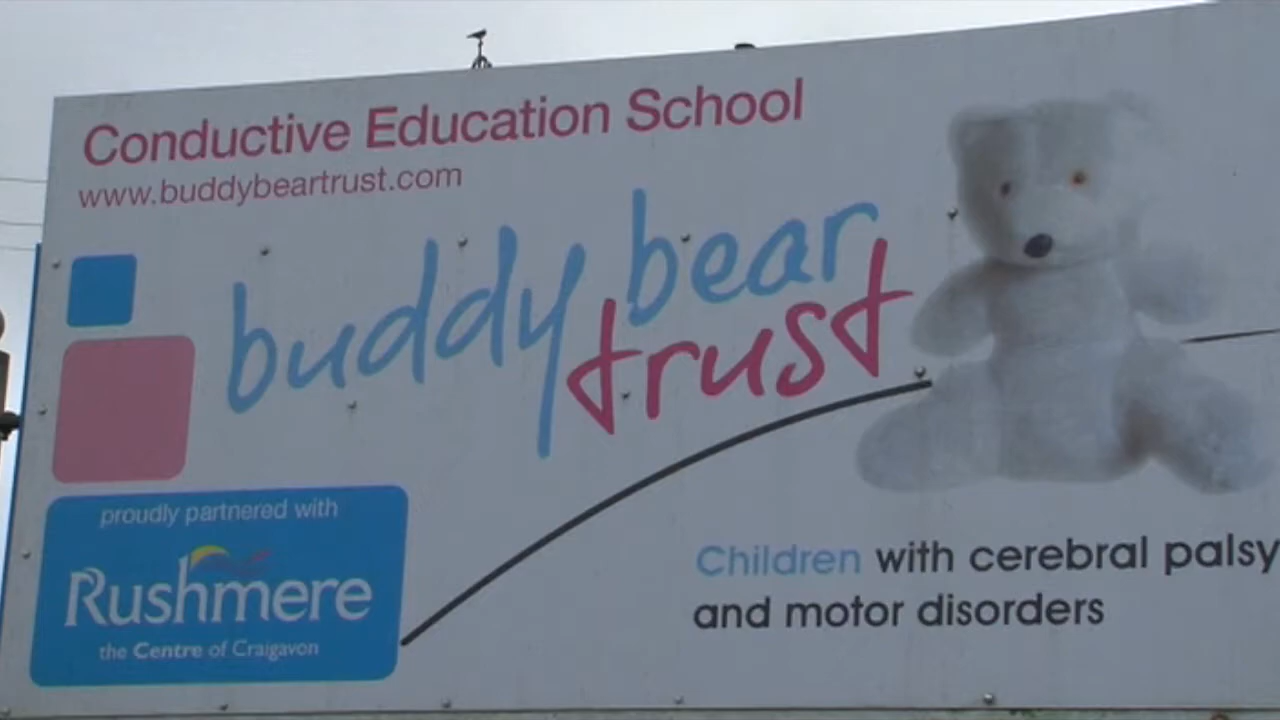 Conductive Education School
www.buddybeartrust.com
buddy bear
trust
proudly partnered with
Rushmere
the Centre of Craigavon
Children with cerebral palsy
and motor disorders